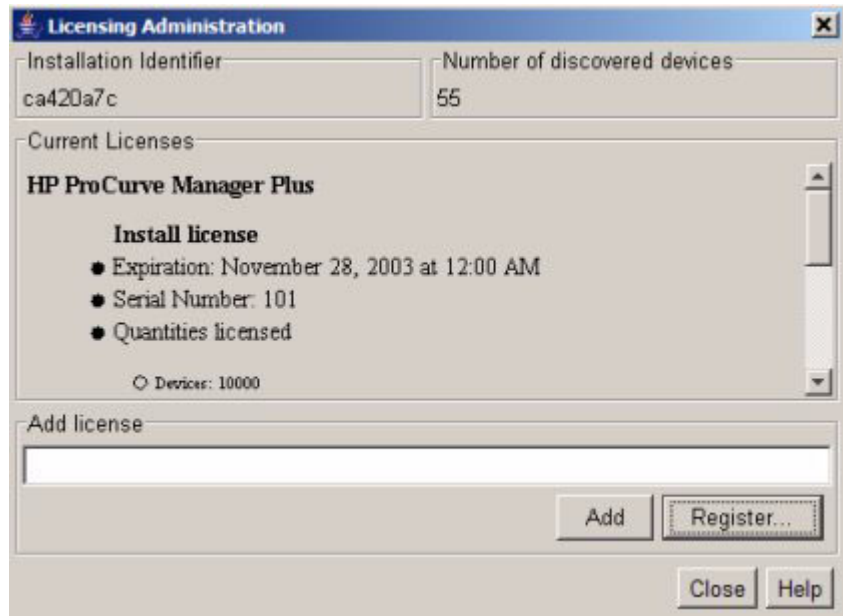 Licensing Administration
Installation Identifier
Number of discovered devices
ca420a7c
55
Current Licenses
HP ProCurve Manager Plus
Install license
Expiration: November 28, 2003 at 12:00 AM
Serial Number: 101
Quantities licensed
Devices: 10000
Add license
Add
Register...
Close
Help